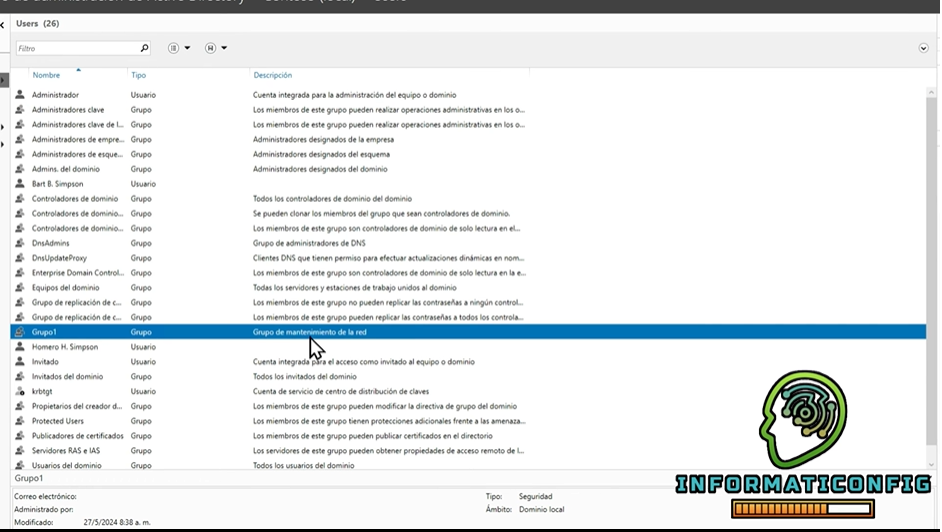 de administración de Active Directory
Users (26)
Filtro
Nombre Tipo Descripción
Administrador Usuario Cuenta integrada para la administración del equipo o dominio
Administradores clave Grupo Los miembros de este grupo pueden realizar operaciones administrativas en los o...
Administradores clave de l... Grupo Los miembros de este grupo pueden realizar operaciones administrativas en los o...
Administradores de empre... Grupo Administradores designados de la empresa
Administradores de esque... Grupo Administradores designados del esquema
Admins. del dominio Grupo Administradores designados del dominio
Bart B. Simpson Usuario
Controladores de dominio Grupo Todos los controladores de dominio del dominio
Controladores de dominio... Grupo Se pueden clonar los miembros del grupo que sean controladores de dominio.
Controladores de dominio... Grupo Los miembros de este grupo son controladores de dominio de solo lectura en el...
DnsAdmins Grupo Grupo de administradores de DNS
DnsUpdateProxy Grupo Clientes DNS que tienen permiso para efectuar actualizaciones dinámicas en nom...
Enterprise Domain Control... Grupo Los miembros de este grupo son controladores de dominio de solo lectura en la e...
Equipos del dominio Grupo Todas los servidores y estaciones de trabajo unidos al dominio
Grupo de replicación de c... Grupo Los miembros de este grupo no pueden replicar las contraseñas a ningún control...
Grupo de replicación de c... Grupo Los miembros de este grupo pueden replicar las contraseñas a todos los controla...
Grupo1 Grupo Grupo de mantenimiento de la red
Homero H. Simpson Usuario
Invitado Usuario Cuenta integrada para el acceso como invitado al equipo o dominio
Invitados del dominio Grupo Todos los invitados del dominio
krbtgt Usuario Cuenta de servicio de centro de distribución de claves
Propietarios del creador d... Grupo Los miembros de este grupo pueden modificar la directiva de grupo del dominio
Protected Users Grupo Los miembros de este grupo tienen protecciones adicionales frente a las amenaza...
Publicadores de certificados Grupo Los miembros de este grupo pueden publicar certificados en el directorio
Servidores RAS e IAS Grupo Los servidores de este grupo pueden obtener propiedades de acceso remoto de l...
Usuarios del dominio Grupo Todos los usuarios del dominio
Grupo1
Correo electrónico: Tipo: Seguridad
Administrado por: Ámbito: Dominio local
Modificado: 27/5/2024 8:38 a. m.
INFORMATICONFIG